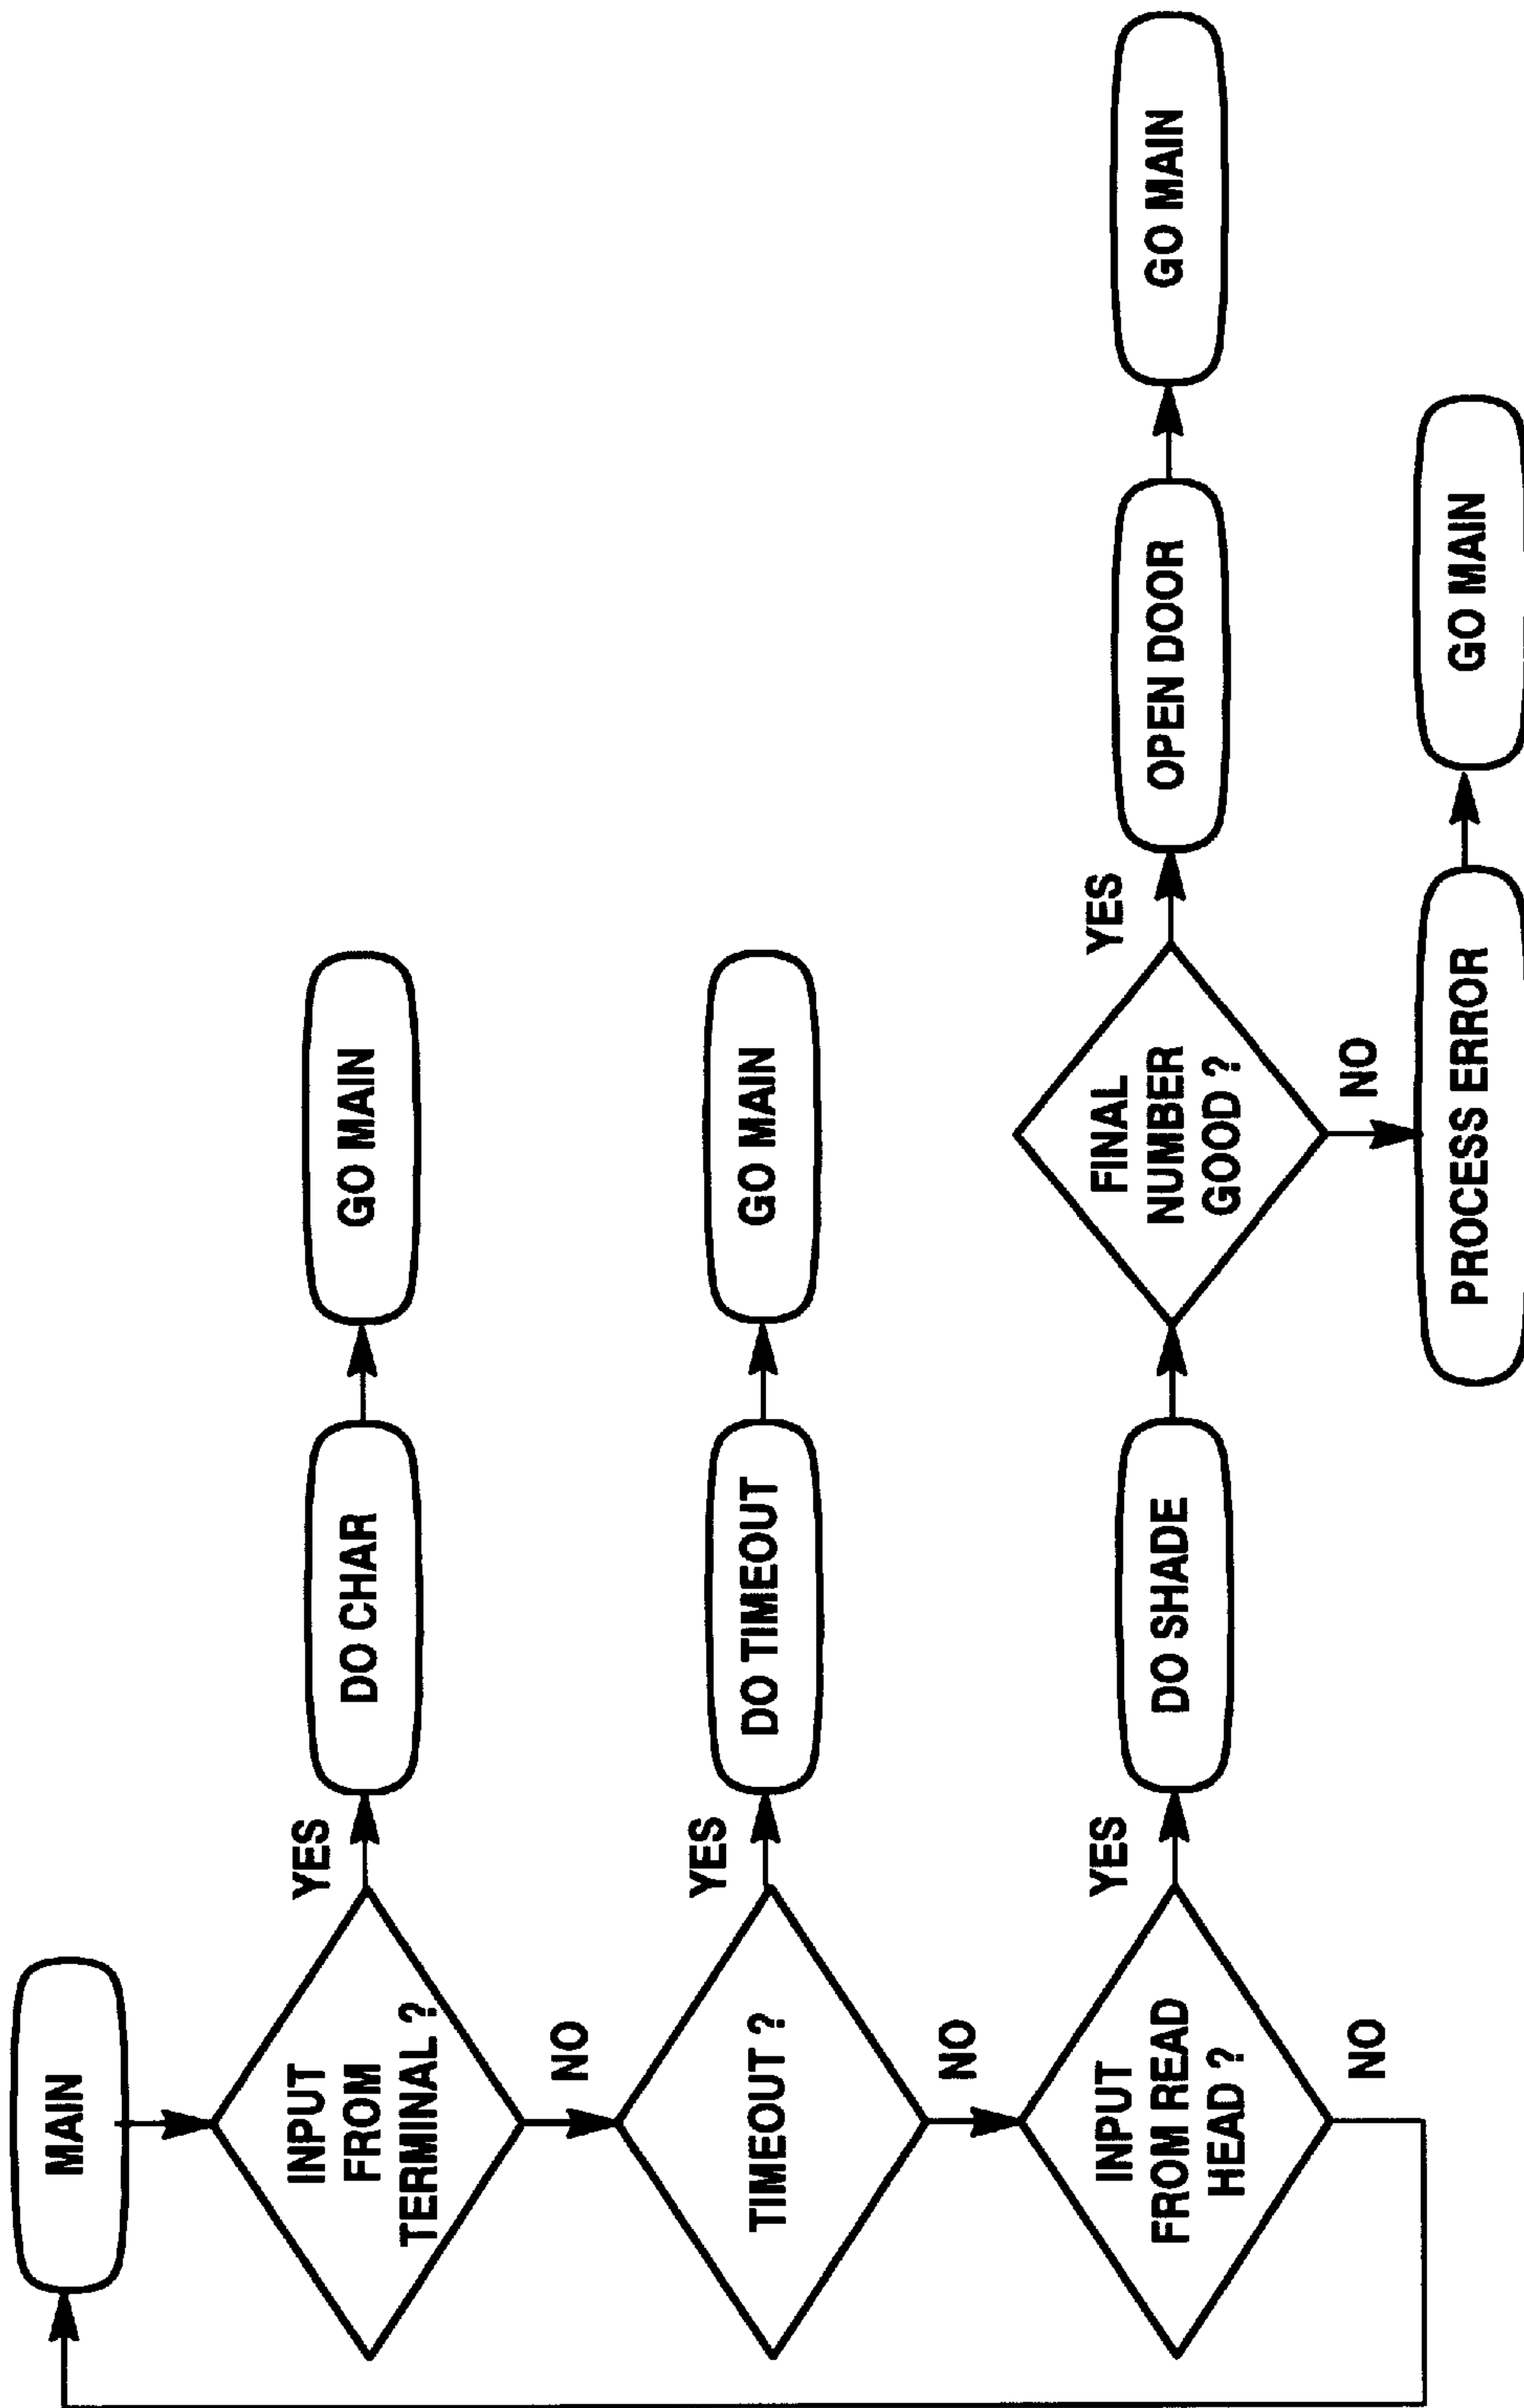 MAIN
INPUT
FROM
TERMINAL ?
YES
DO CHAR
GO MAIN
NO
TIMEOUT ?
YES
DO TIMEOUT
GO MAIN
NO
INPUT
FROM READ
HEAD ?
YES
DO SHADE
FINAL
NUMBER
GOOD ?
YES
OPEN DOOR
GO MAIN
NO
NO
PROCESS ERROR
GO MAIN